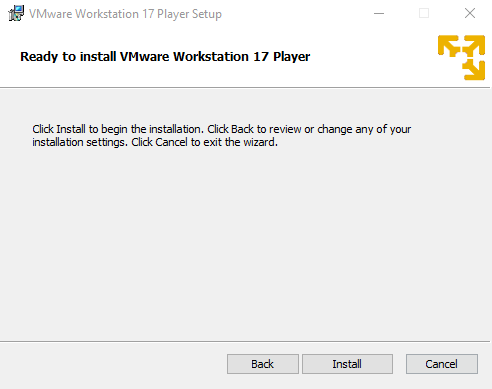 VMware Workstation 17 Player Setup
Ready to install VMware Workstation 17 Player
Click Install to begin the installation. Click Back to review or change any of your
installation settings. Click Cancel to exit the wizard.
Back
Install
Cancel